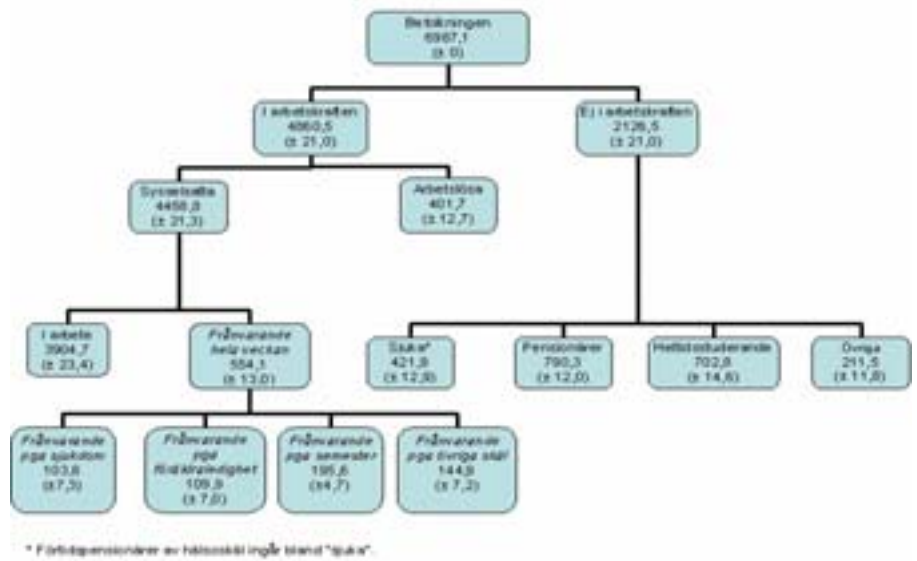 Befolkningen
6987,1
(± 0)
I arbetskraften
4860,5
(± 21,0)
Ej i arbetskraften
2126,5
(± 21,0)
Sysselsatta
4458,8
(± 21,3)
Arbetslösa
401,7
(± 12,7)
I arbete
3904,7
(± 23,4)
Frånvarande
hela veckan
554,1
(± 13,0)
Sjuka*
421,9
(± 12,9)
Pensionärer
790,3
(± 12,0)
Heltidsstuderande
702,8
(± 14,6)
Övriga
211,5
(± 11,8)
Frånvarande
pga sjukdom
103,8
(±7,3)
Frånvarande
pga
föräldraledighet
109,9
(± 7,0)
Frånvarande
pga semester
195,6
(±4,7)
Frånvarande
pga övriga skäl
144,9
(± 7,2)
* Förtidspensionärer av hälsoskäl ingår bland "sjuka".